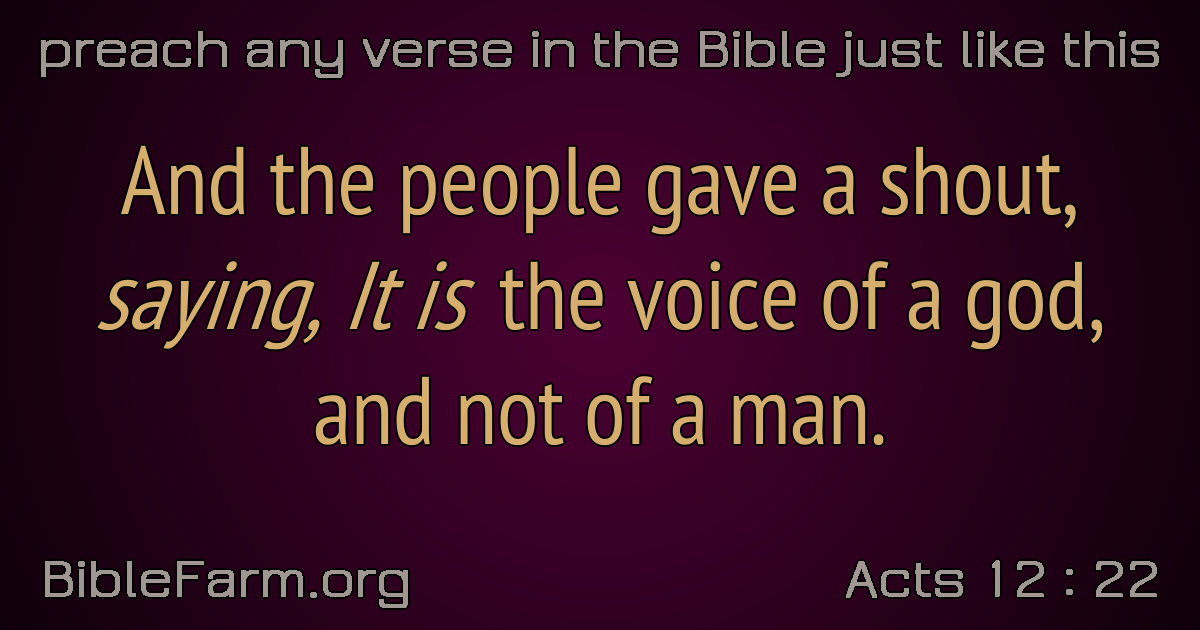 preach any verse in the Bible just like this
And the people gave a shout,
saying, It is the voice of a god,
and not of a man.
BibleFarm.org
Acts 12 : 22